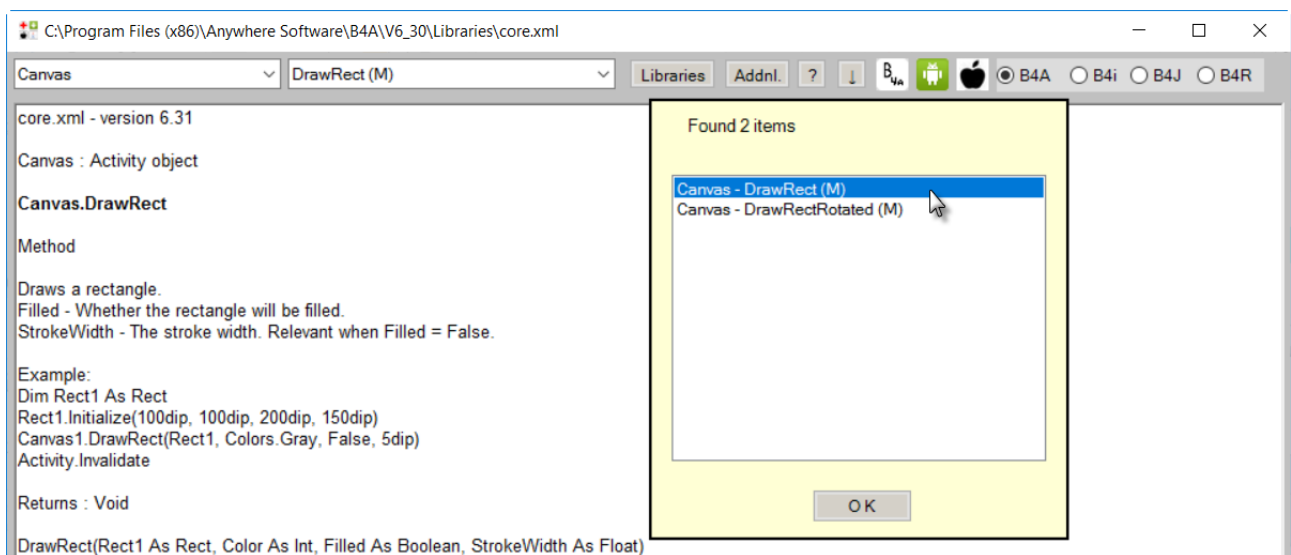 C:\Program Files (x86)\Anywhere Software\B4A\V6_30\Libraries\core.xml
Canvas DrawRect (M) Libraries Addnl. ? ↓ B4A B4A B4i B4J B4R
core.xml - version 6.31
Canvas : Activity object
Canvas.DrawRect
Method
Draws a rectangle.
Filled - Whether the rectangle will be filled.
StrokeWidth - The stroke width. Relevant when Filled = False.
Example:
Dim Rect1 As Rect
Rect1.Initialize(100dip, 100dip, 200dip, 150dip)
Canvas1.DrawRect(Rect1, Colors.Gray, False, 5dip)
Activity.Invalidate
Returns : Void
DrawRect(Rect1 As Rect, Color As Int, Filled As Boolean, StrokeWidth As Float)
Found 2 items
Canvas - DrawRect (M)
Canvas - DrawRectRotated (M)
OK